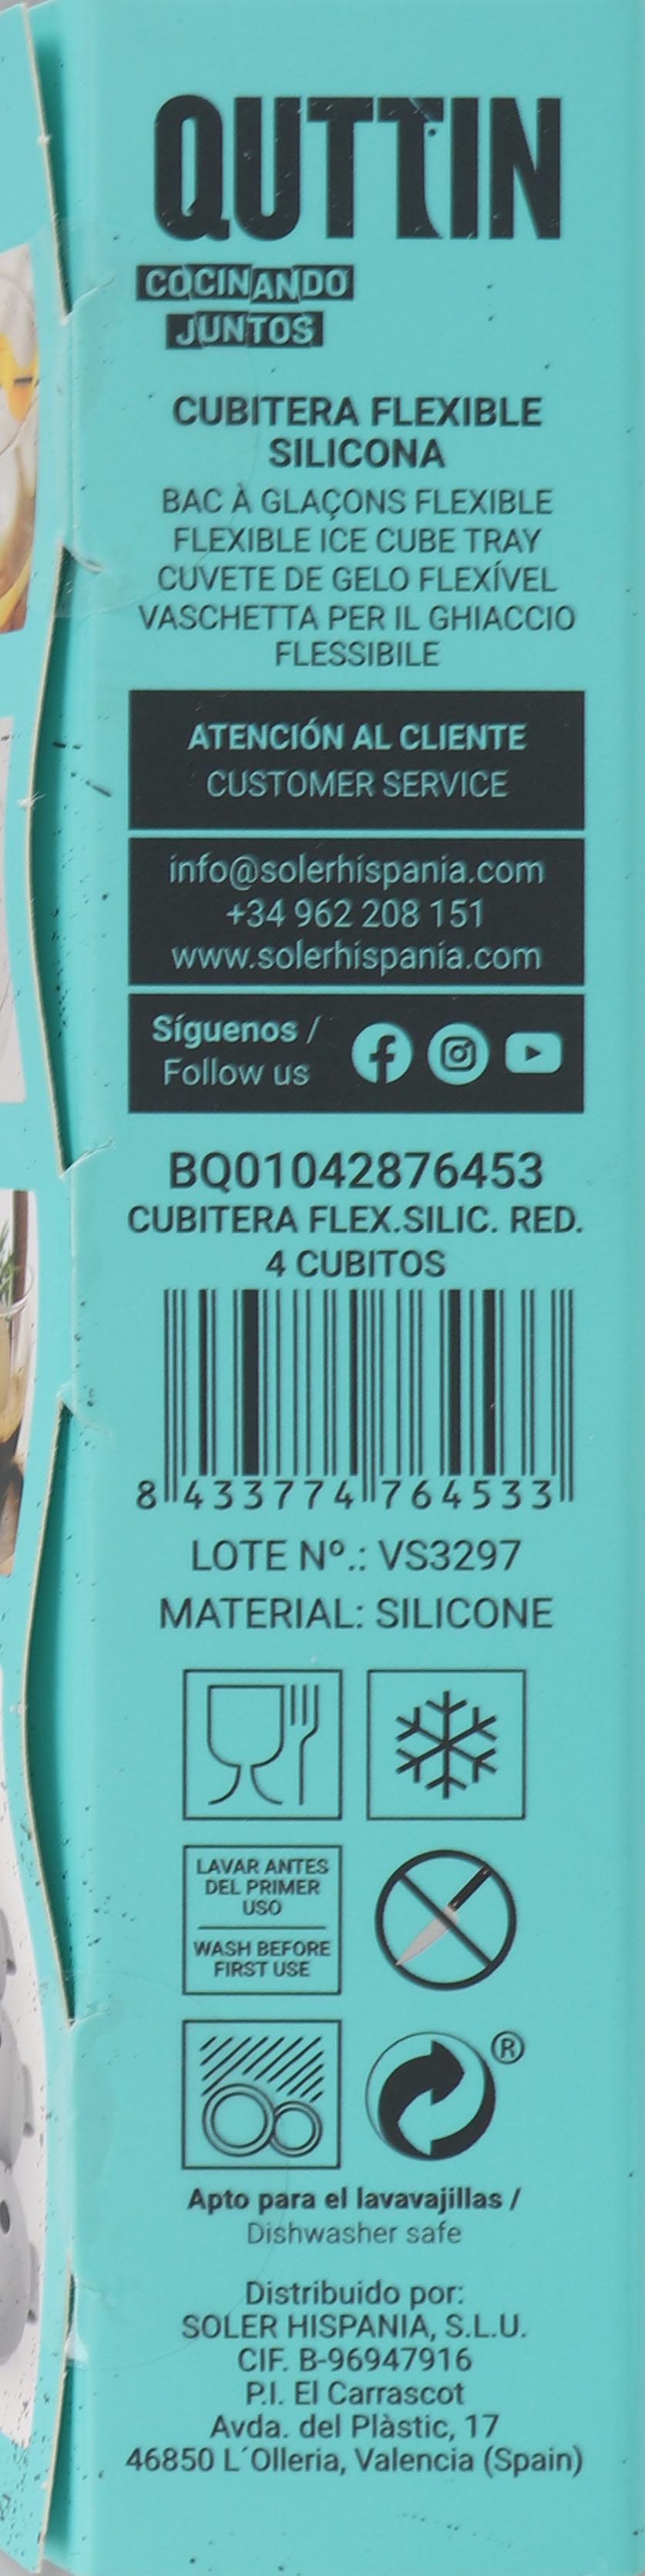 QUTTIN
COCINANDO
JUNTOS
CUBITERA FLEXIBLE
SILICONA
BAC À GLAÇONS FLEXIBLE
FLEXIBLE ICE CUBE TRAY
CUVETE DE GELO FLEXÍVEL
VASCHETTA PER IL GHIACCIO
FLESSIBILE
ATENCIÓN AL CLIENTE
CUSTOMER SERVICE
info@solerhispania.com
+34 962 208 151
www.solerhispania.com
Síguenos /
Follow us
BQ01042876453
CUBITERA FLEX.SILIC. RED.
4 CUBITOS
8 433774 764533
LOTE Nº.: VS3297
MATERIAL: SILICONE
LAVAR ANTES
DEL PRIMER
USO
WASH BEFORE
FIRST USE
®
Apto para el lavavajillas /
Dishwasher safe
Distribuido por:
SOLER HISPANIA, S.L.U.
CIF. B-96947916
P.I. El Carrascot
Avda. del Plàstic, 17
46850 L´Olleria, Valencia (Spain)